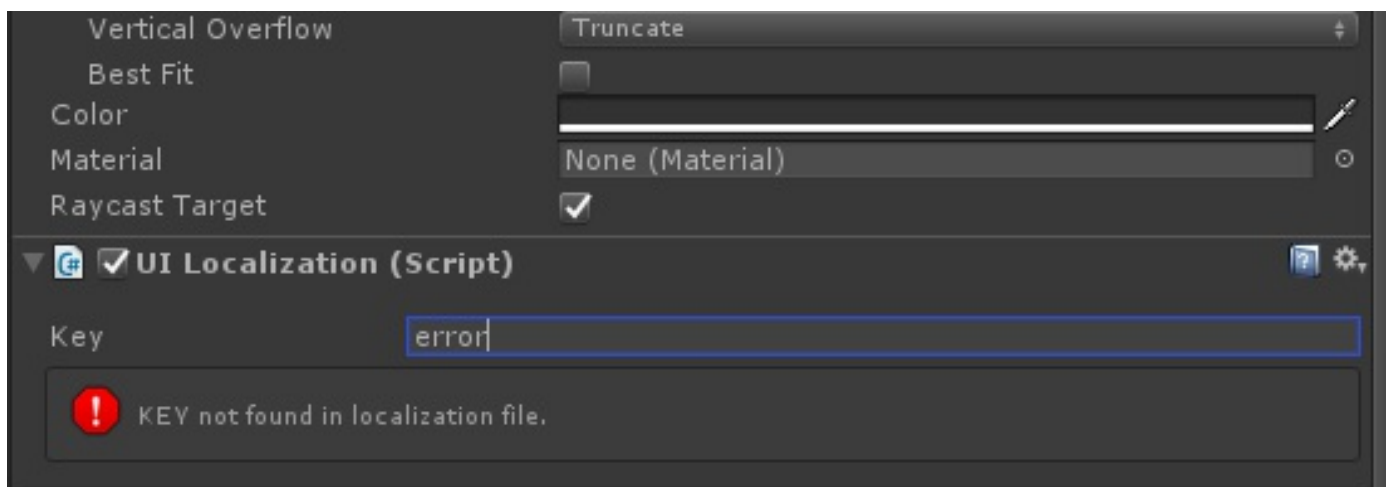 Vertical Overflow Truncate
Best Fit
Color
Material None (Material)
Raycast Target
UI Localization (Script)
Key error
KEY not found in localization file.